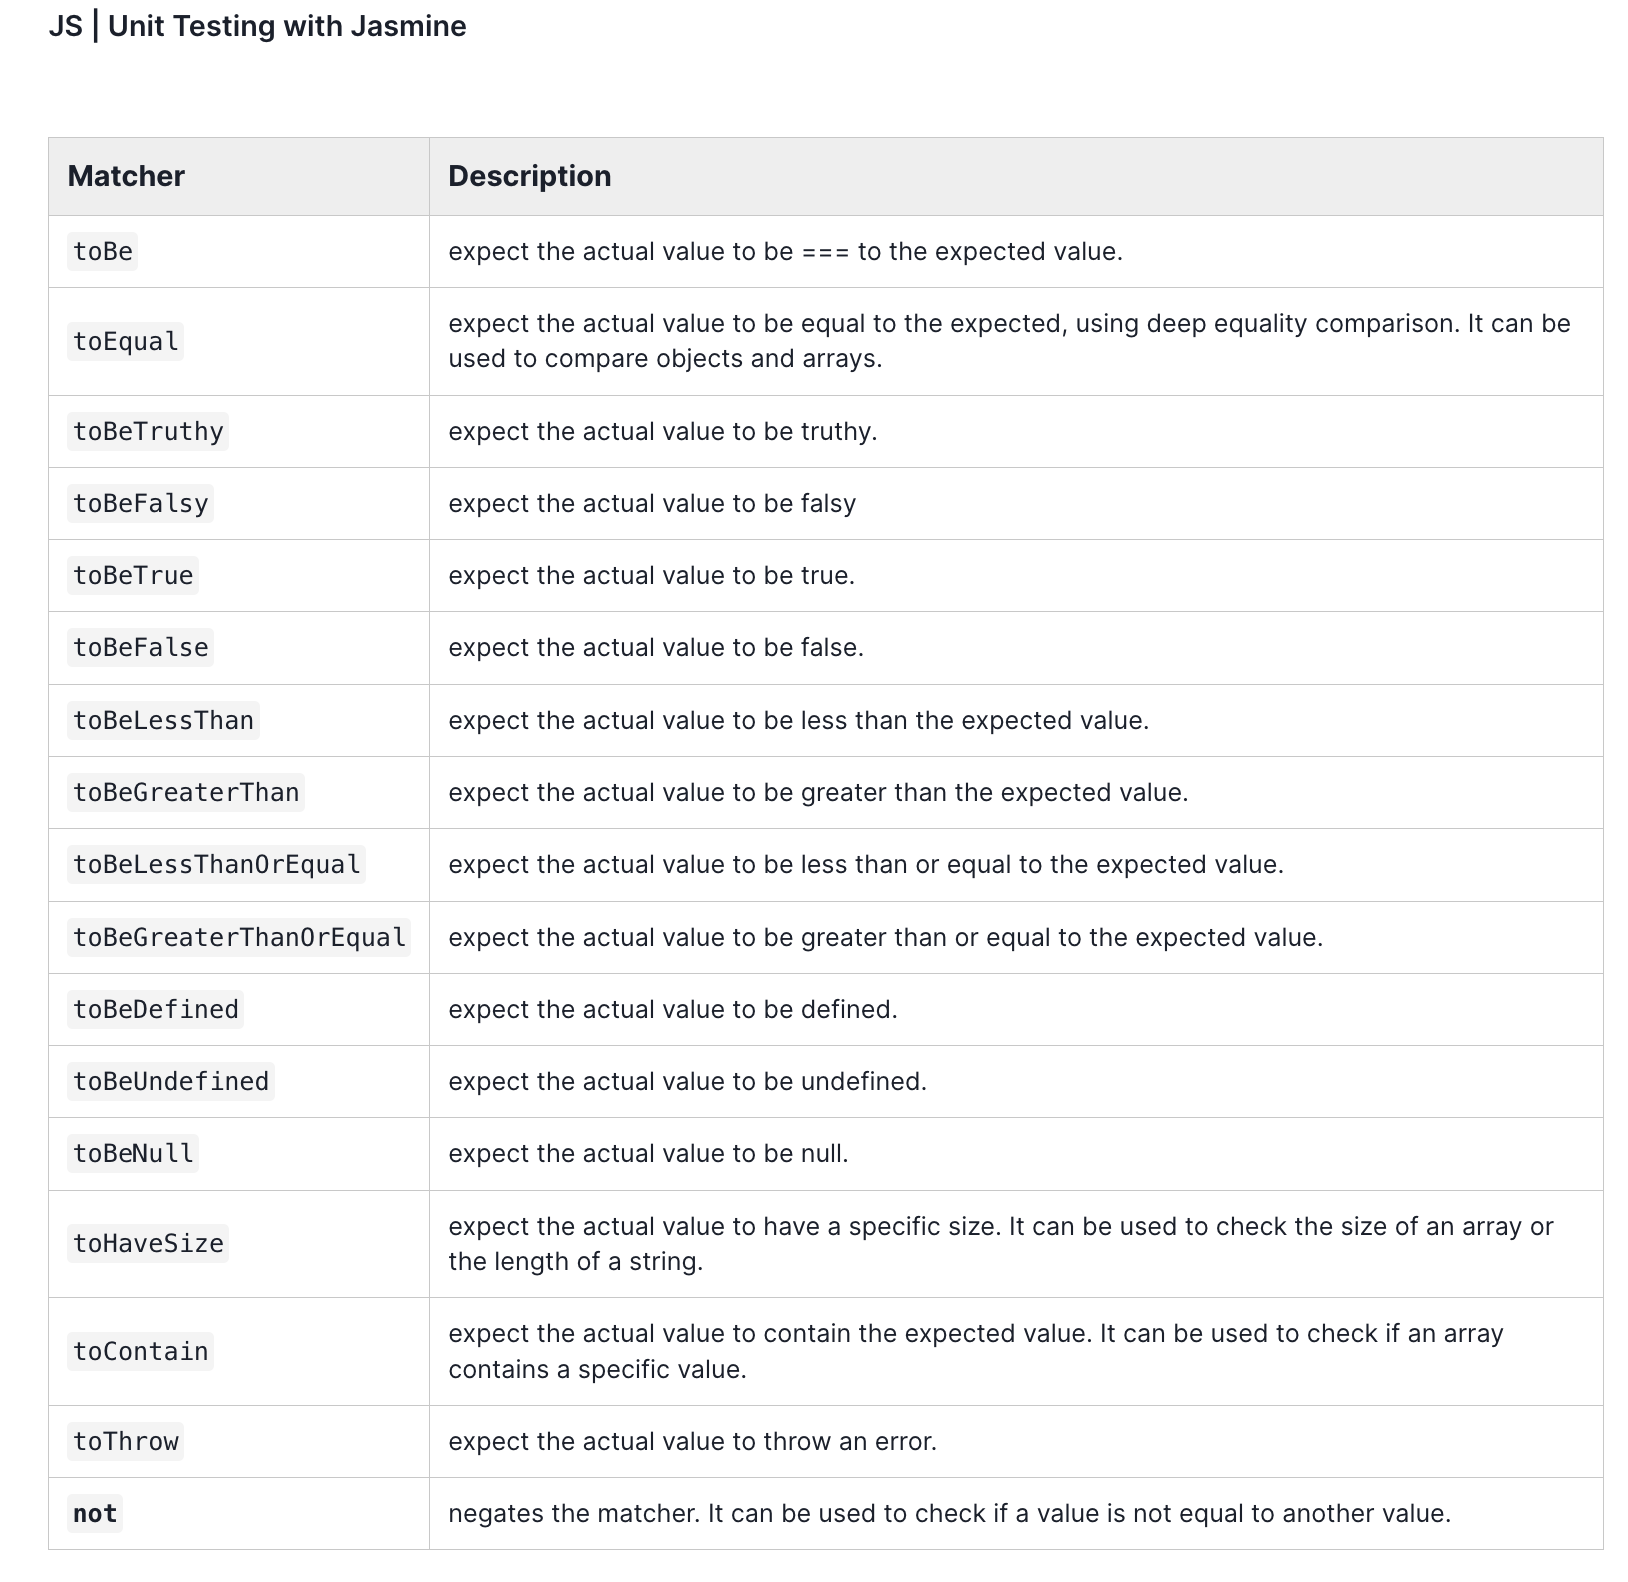 JS | Unit Testing with Jasmine
Matcher Description
toBe expect the actual value to be === to the expected value.
toEqual expect the actual value to be equal to the expected, using deep equality comparison. It can be
used to compare objects and arrays.
toBeTruthy expect the actual value to be truthy.
toBeFalsy expect the actual value to be falsy
toBeTrue expect the actual value to be true.
toBeFalse expect the actual value to be false.
toBeLessThan expect the actual value to be less than the expected value.
toBeGreaterThan expect the actual value to be greater than the expected value.
toBeLessThanOrEqual expect the actual value to be less than or equal to the expected value.
toBeGreaterThanOrEqual expect the actual value to be greater than or equal to the expected value.
toBeDefined expect the actual value to be defined.
toBeUndefined expect the actual value to be undefined.
toBeNull expect the actual value to be null.
toHaveSize expect the actual value to have a specific size. It can be used to check the size of an array or
the length of a string.
toContain expect the actual value to contain the expected value. It can be used to check if an array
contains a specific value.
toThrow expect the actual value to throw an error.
not negates the matcher. It can be used to check if a value is not equal to another value.